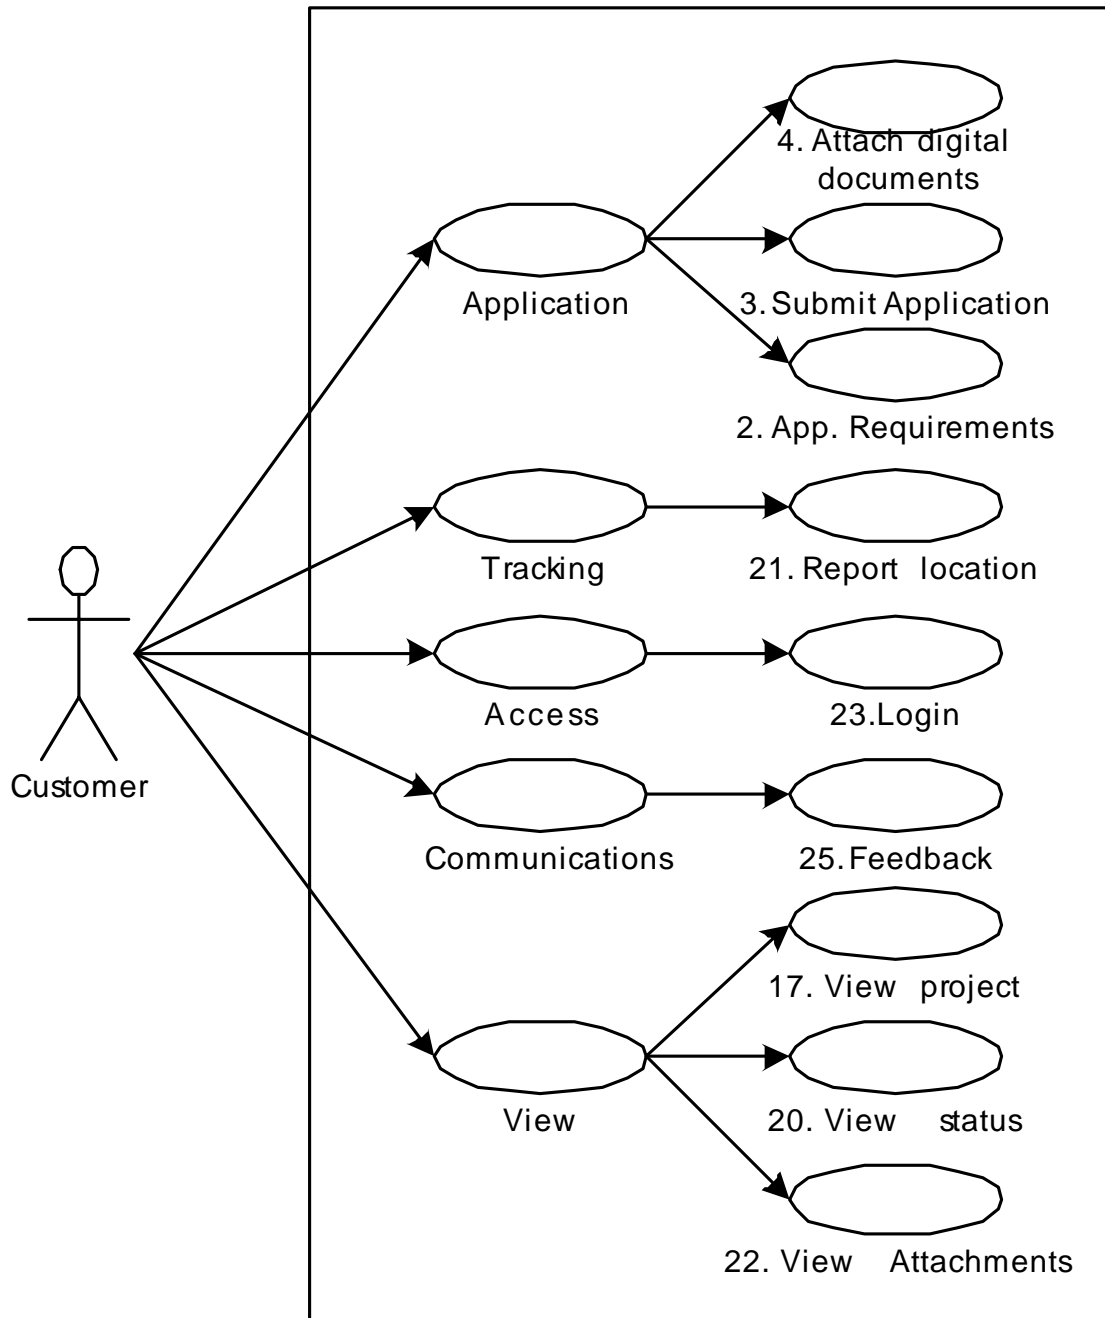 4. Attach digital
documents
Application
3. Submit Application
2. App. Requirements
Tracking
21. Report location
Access
23.Login
Customer
Communications
25. Feedback
17. View project
View
20. View status
22. View Attachments